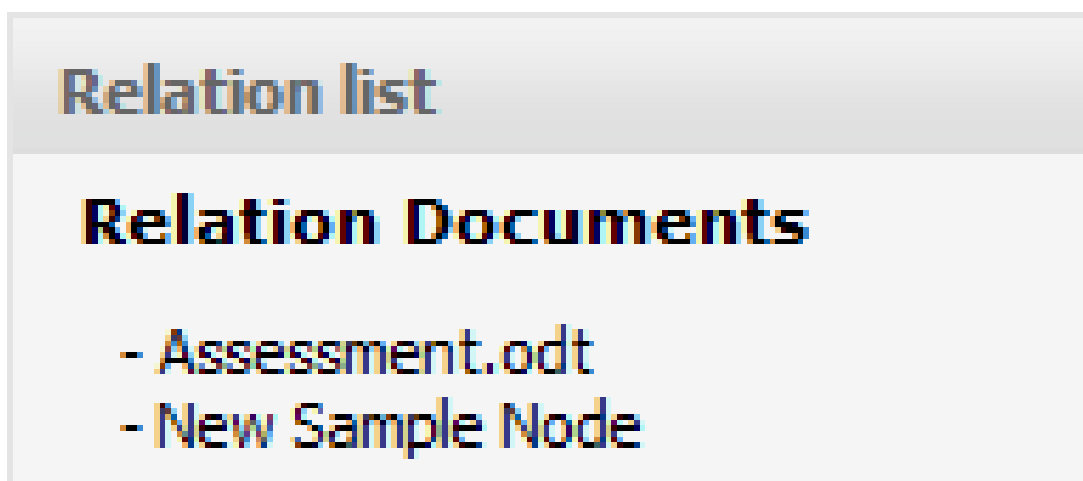 Relation list
Relation Documents
- Assessment.odt
- New Sample Node